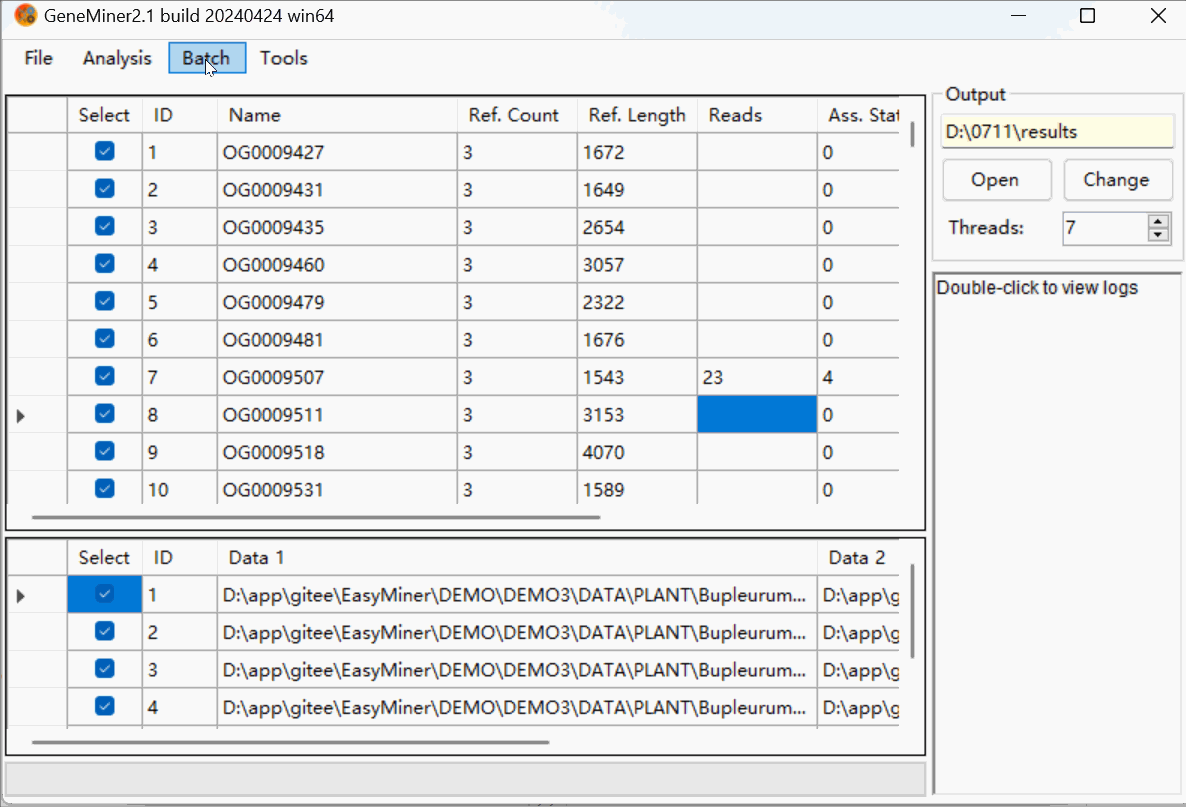 GeneMiner2.1 build 20240424 win64
File Analysis Batch Tools
Select ID Name Ref. Count Ref. Length Reads Ass. Stat
1 OG0009427 3 1672 0
2 OG0009431 3 1649 0
3 OG0009435 3 2654 0
4 OG0009460 3 3057 0
5 OG0009479 3 2322 0
6 OG0009481 3 1676 0
7 OG0009507 3 1543 23 4
8 OG0009511 3 3153 0
9 OG0009518 3 4070 0
10 OG0009531 3 1589 0
Select ID Data 1 Data 2
1 D:\app\gitee\EasyMiner\DEMO\DEMO3\DATA\PLANT\Bupleurum... D:\app\g
2 D:\app\gitee\EasyMiner\DEMO\DEMO3\DATA\PLANT\Bupleurum... D:\app\g
3 D:\app\gitee\EasyMiner\DEMO\DEMO3\DATA\PLANT\Bupleurum... D:\app\g
4 D:\app\gitee\EasyMiner\DEMO\DEMO3\DATA\PLANT\Bupleurum... D:\app\g
Output
D:\0711\results
Open Change
Threads: 7
Double-click to view logs